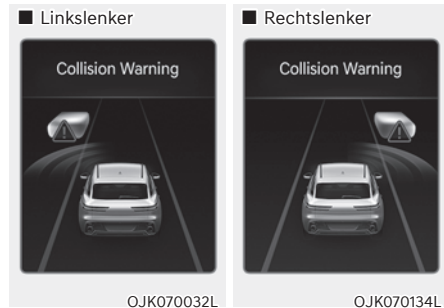 ■ Linkslenker
Collision Warning
OJK070032L
■ Rechtslenker
Collision Warning
OJK070134L